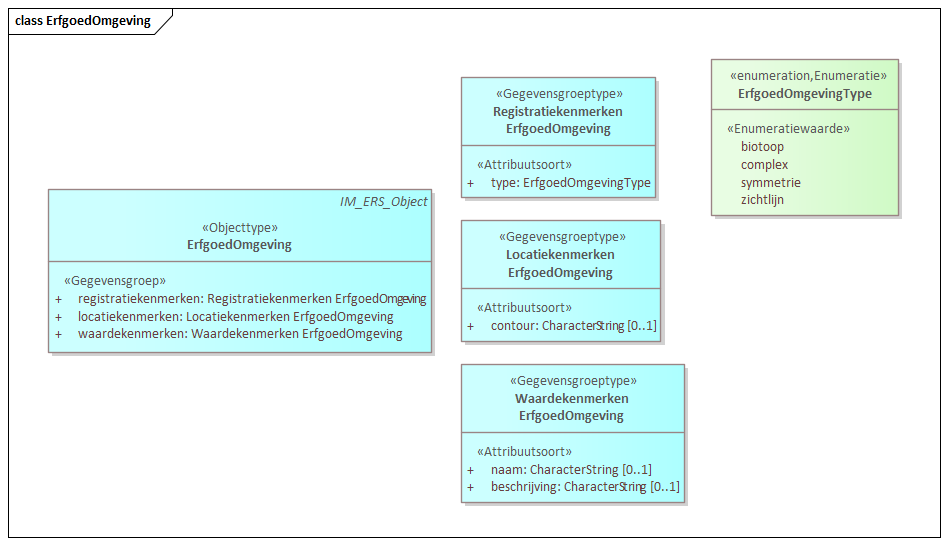 class ErfgoedOmgeving
IM_ERS_Object
«Objecttype»
ErfgoedOmgeving
«Gegevensgroep»
+ registratiekenmerken: Registratiekenmerken ErfgoedOmgeving
+ locatiekenmerken: Locatiekenmerken ErfgoedOmgeving
+ waardekenmerken: Waardekenmerken ErfgoedOmgeving
«Gegevensgroeptype»
Registratiekenmerken
ErfgoedOmgeving
«Attribuutsoort»
+ type: ErfgoedOmgevingType
«Gegevensgroeptype»
Locatiekenmerken
ErfgoedOmgeving
«Attribuutsoort»
+ contour: CharacterString [0..1]
«Gegevensgroeptype»
Waardekenmerken
ErfgoedOmgeving
«Attribuutsoort»
+ naam: CharacterString [0..1]
+ beschrijving: CharacterString [0..1]
«enumeration,Enumeratie»
ErfgoedOmgevingType
«Enumeratiewaarde»
biotoop
complex
symmetrie
zichtlijn